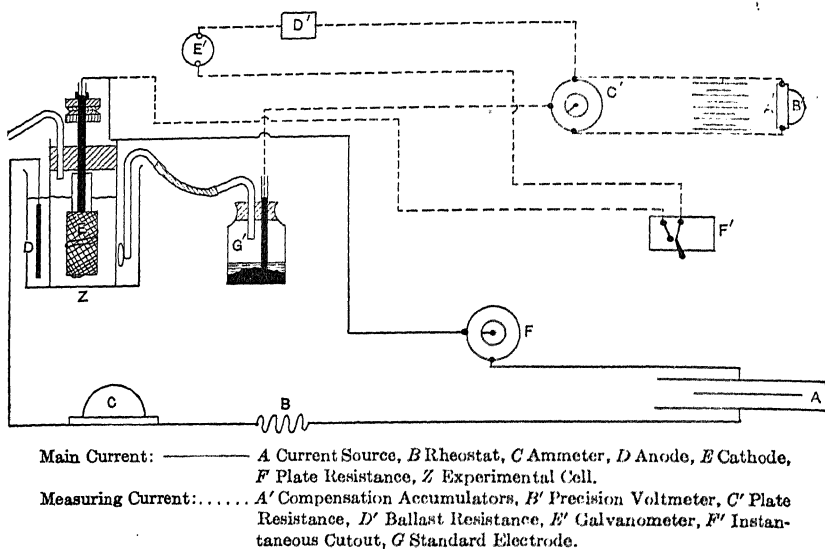 D'
E'
C'
A'
B'
E
D
G'
Z
F'
F
C
B
A
Main Current: ——— A Current Source, B Rheostat, C Ammeter, D Anode, E Cathode,
F Plate Resistance, Z Experimental Cell.
Measuring Current:...... A' Compensation Accumulators, B' Precision Voltmeter, C' Plate
Resistance, D' Ballast Resistance, E' Galvanometer, F' Instan-
taneous Cutout, G Standard Electrode.